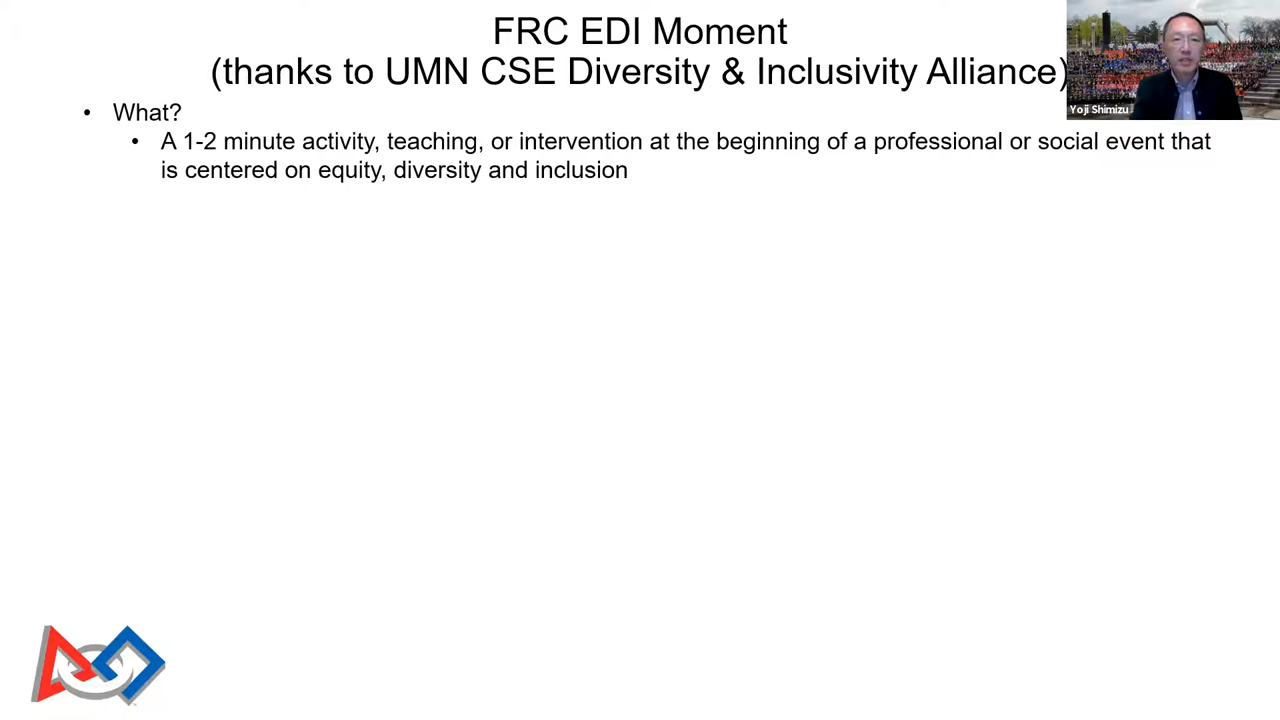 FRC EDI Moment
(thanks to UMN CSE Diversity & Inclusivity Alliance)
Yoji Shimizu
• What?
• A 1-2 minute activity, teaching, or intervention at the beginning of a professional or social event that
is centered on equity, diversity and inclusion